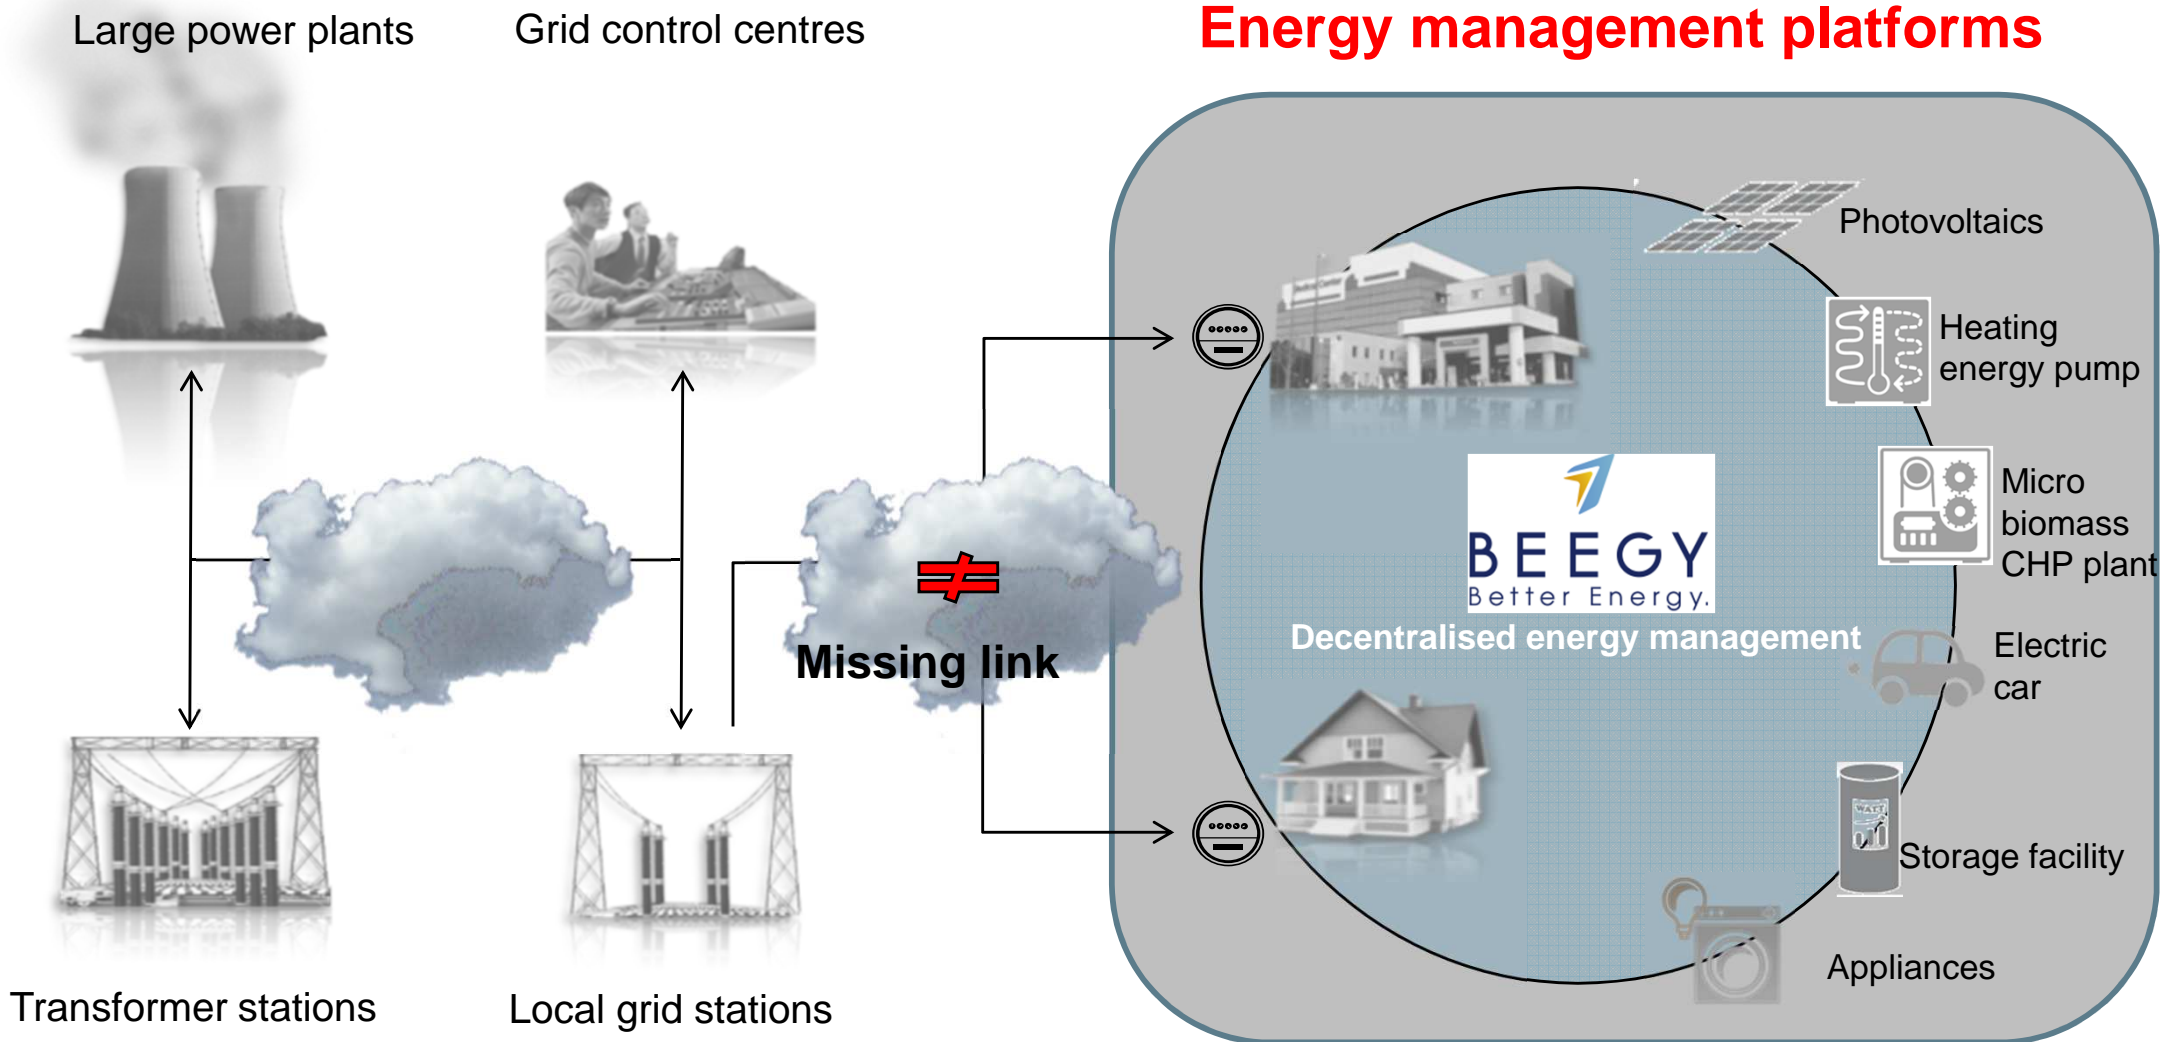 Large power plants
Grid control centres
Energy management platforms
Photovoltaics
Heating
energy pump
Micro
biomass
CHP plant
BEEGY
Better Energy.
Decentralised energy management
Missing link
Electric
car
WATT
Storage facility
Appliances
Transformer stations
Local grid stations